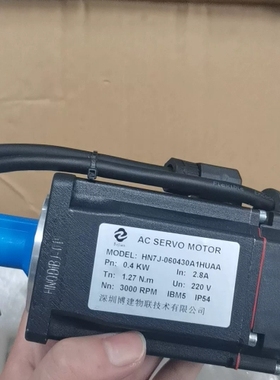 AC SERVO MOTOR
MODEL: HN7J-060430A1HUAA
Pn: 0.4 KW In: 2.8A
Tn: 1.27 N.m Un: 220 V
Nn: 3000 RPM IBM5 IP54
深圳博建物联技术有限公司